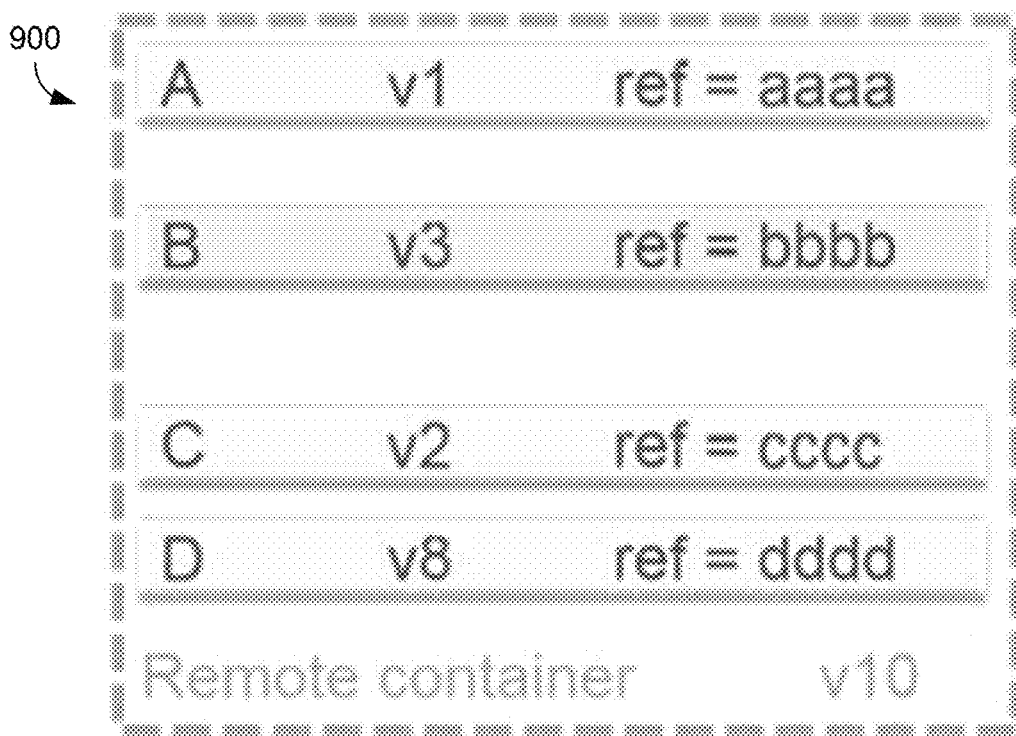 900
A v1 ref = aaaa
B v3 ref = bbbb
C v2 ref = cccc
D v8 ref = dddd
Remote container v10